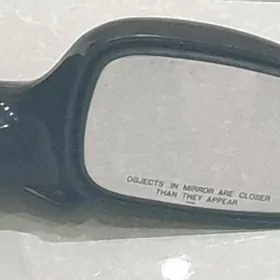 OBJECTS IN MIRROR ARE CLOSER
THAN THEY APPEAR